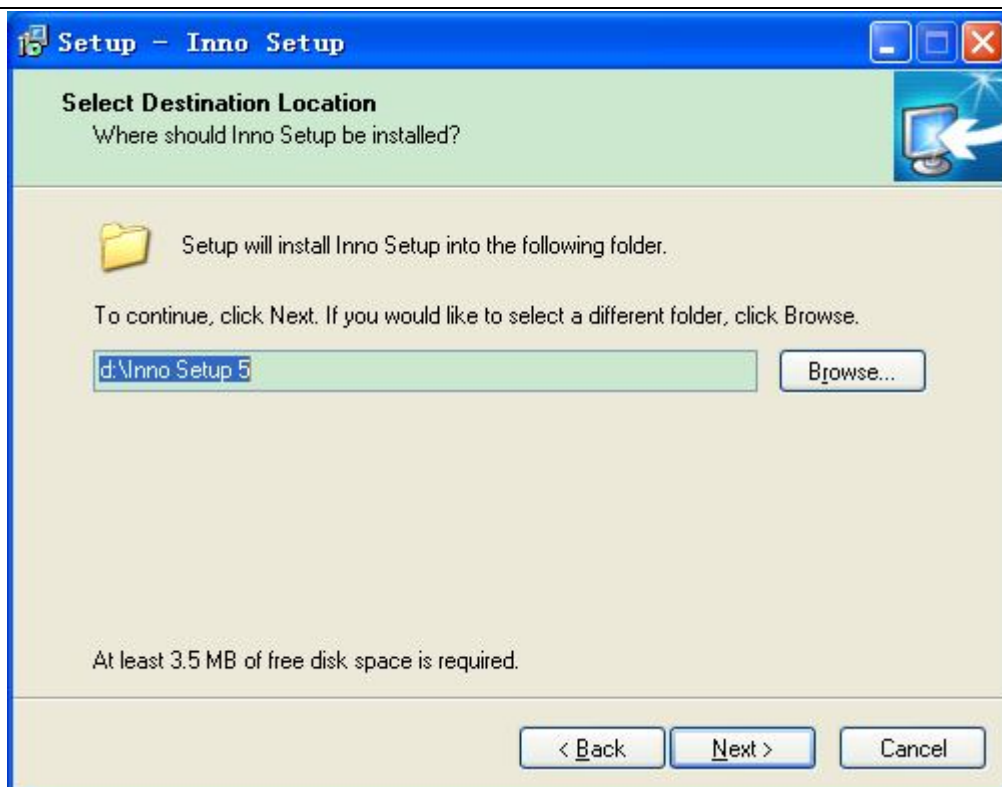 Setup - Inno Setup
Select Destination Location
Where should Inno Setup be installed?
Setup will install Inno Setup into the following folder.
To continue, click Next. If you would like to select a different folder, click Browse.
d:\Inno Setup 5
Browse...
At least 3.5 MB of free disk space is required.
< Back
Next >
Cancel